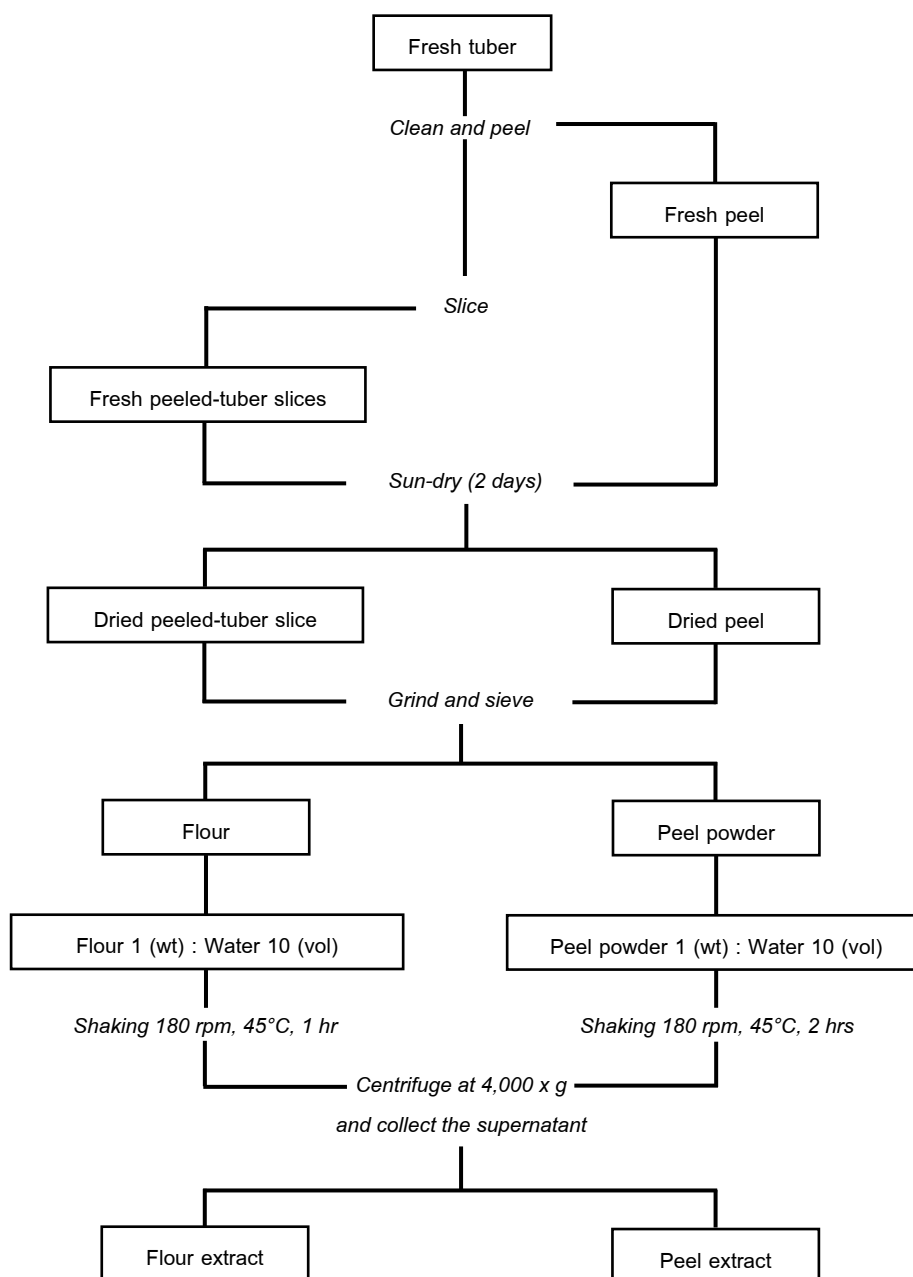 Fresh tuber
Clean and peel
Fresh peel
Slice
Fresh peeled-tuber slices
Sun-dry (2 days)
Dried peeled-tuber slice
Dried peel
Grind and sieve
Flour
Peel powder
Flour 1 (wt) : Water 10 (vol)
Peel powder 1 (wt) : Water 10 (vol)
Shaking 180 rpm, 45°C, 1 hr
Shaking 180 rpm, 45°C, 2 hrs
Centrifuge at 4,000 x g
and collect the supernatant
Flour extract
Peel extract